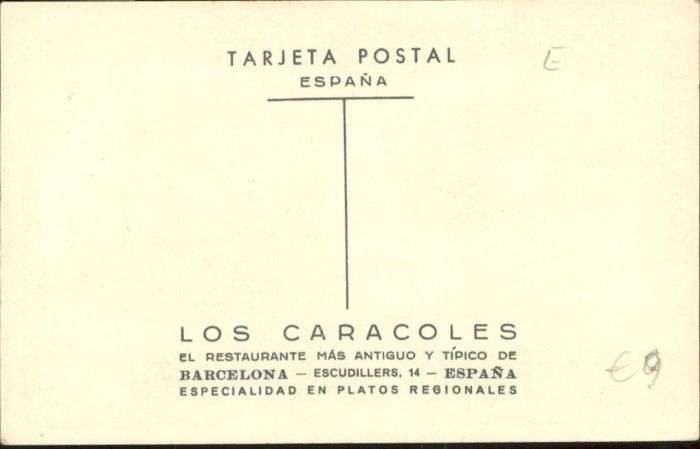 TARJETA POSTAL
E
ESPAÑA
LOS CARACOLES
EL RESTAURANTE MÁS ANTIGUO Y TÍPICO DE
BARCELONA — ESCUDILLERS, 14 — ESPAÑA
ESPECIALIDAD EN PLATOS REGIONALES
€9